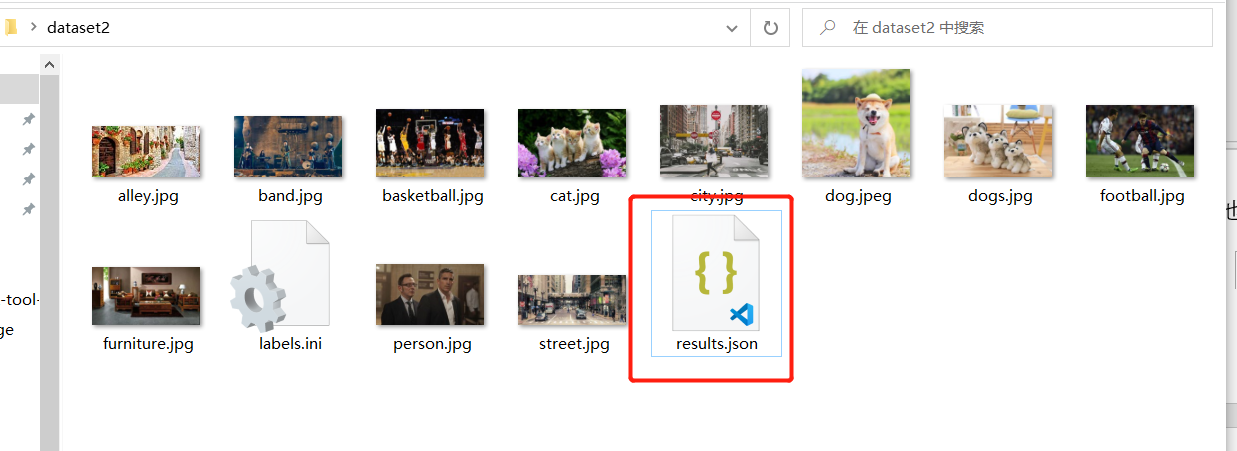 dataset2
在 dataset2 中搜索
alley.jpg
band.jpg
basketball.jpg
cat.jpg
city.jpg
dog.jpeg
dogs.jpg
football.jpg
furniture.jpg
labels.ini
person.jpg
street.jpg
results.json
-tool-
ge
也